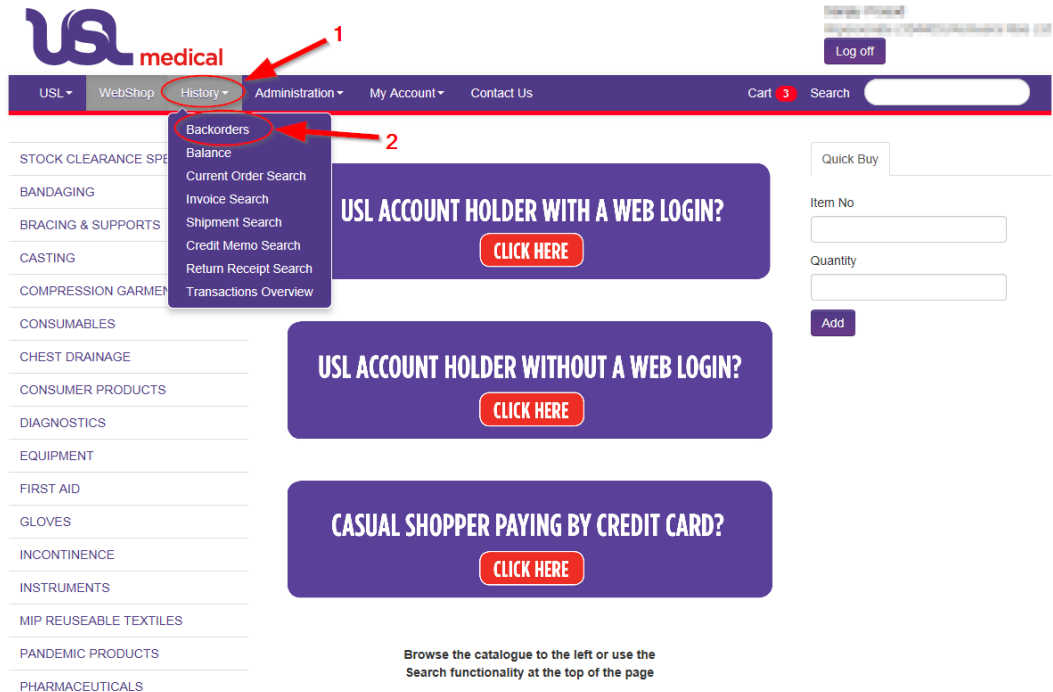 USL medical
Log off
1
USL WebShop History Administration My Account Contact Us Cart 3 Search
Backorders
2
Balance
Current Order Search
Invoice Search
Shipment Search
Credit Memo Search
Return Receipt Search
Transactions Overview
STOCK CLEARANCE SPE
BANDAGING
BRACING & SUPPORTS
CASTING
COMPRESSION GARMEN
CONSUMABLES
CHEST DRAINAGE
CONSUMER PRODUCTS
DIAGNOSTICS
EQUIPMENT
FIRST AID
GLOVES
INCONTINENCE
INSTRUMENTS
MIP REUSEABLE TEXTILES
PANDEMIC PRODUCTS
PHARMACEUTICALS
USL ACCOUNT HOLDER WITH A WEB LOGIN?
CLICK HERE
USL ACCOUNT HOLDER WITHOUT A WEB LOGIN?
CLICK HERE
CASUAL SHOPPER PAYING BY CREDIT CARD?
CLICK HERE
Browse the catalogue to the left or use the
Search functionality at the top of the page
Quick Buy
Item No
Quantity
Add